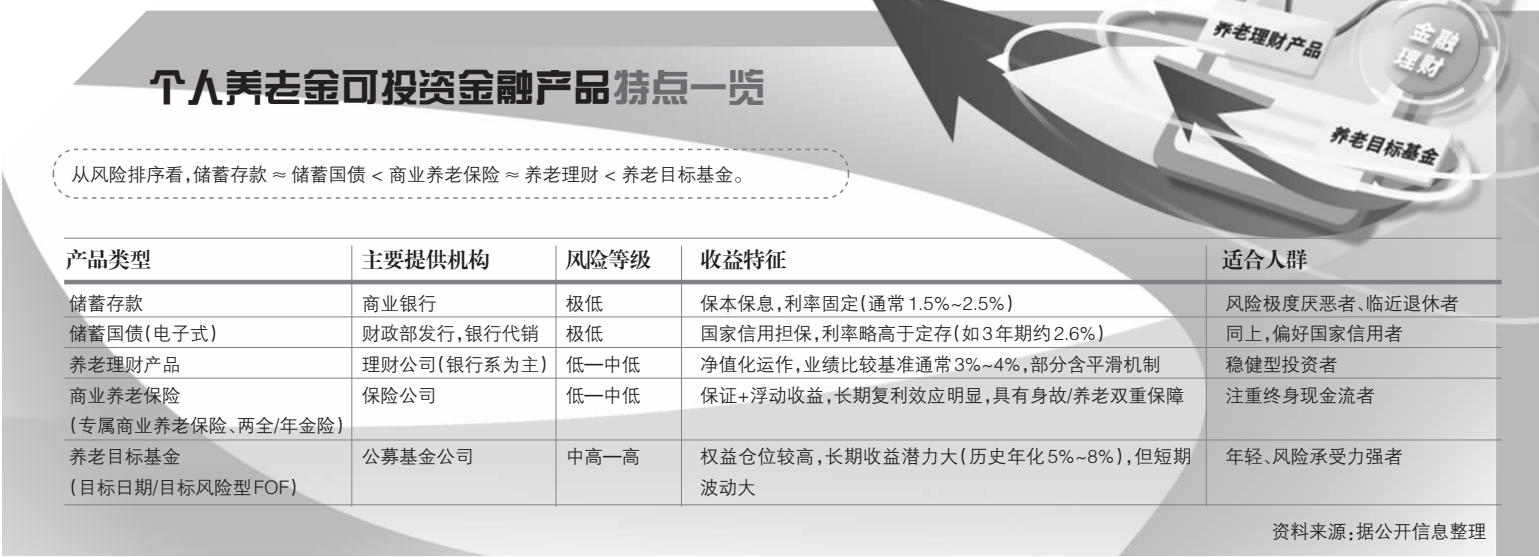 养老理财产品
金融
理财
养老目标基金
个人养老金可投资金融产品特点一览
从风险排序看,储蓄存款 ≈ 储蓄国债 < 商业养老保险 ≈ 养老理财 < 养老目标基金。
产品类型 主要提供机构 风险等级 收益特征 适合人群
储蓄存款 商业银行 极低 保本保息,利率固定(通常1.5%~2.5%) 风险极度厌恶者、临近退休者
储蓄国债(电子式) 财政部发行,银行代销 极低 国家信用担保,利率略高于定存(如3年期约2.6%) 同上,偏好国家信用者
养老理财产品 理财公司(银行系为主) 低—中低 净值化运作,业绩比较基准通常3%~4%,部分含平滑机制 稳健型投资者
商业养老保险 保险公司 低—中低 保证+浮动收益,长期复利效应明显,具有身故/养老双重保障 注重终身现金流者
(专属商业养老保险、两全/年金险)
养老目标基金 公募基金公司 中高—高 权益仓位较高,长期收益潜力大(历史年化5%~8%),但短期 年轻、风险承受力强者
(目标日期/目标风险型FOF) 波动大
资料来源:据公开信息整理